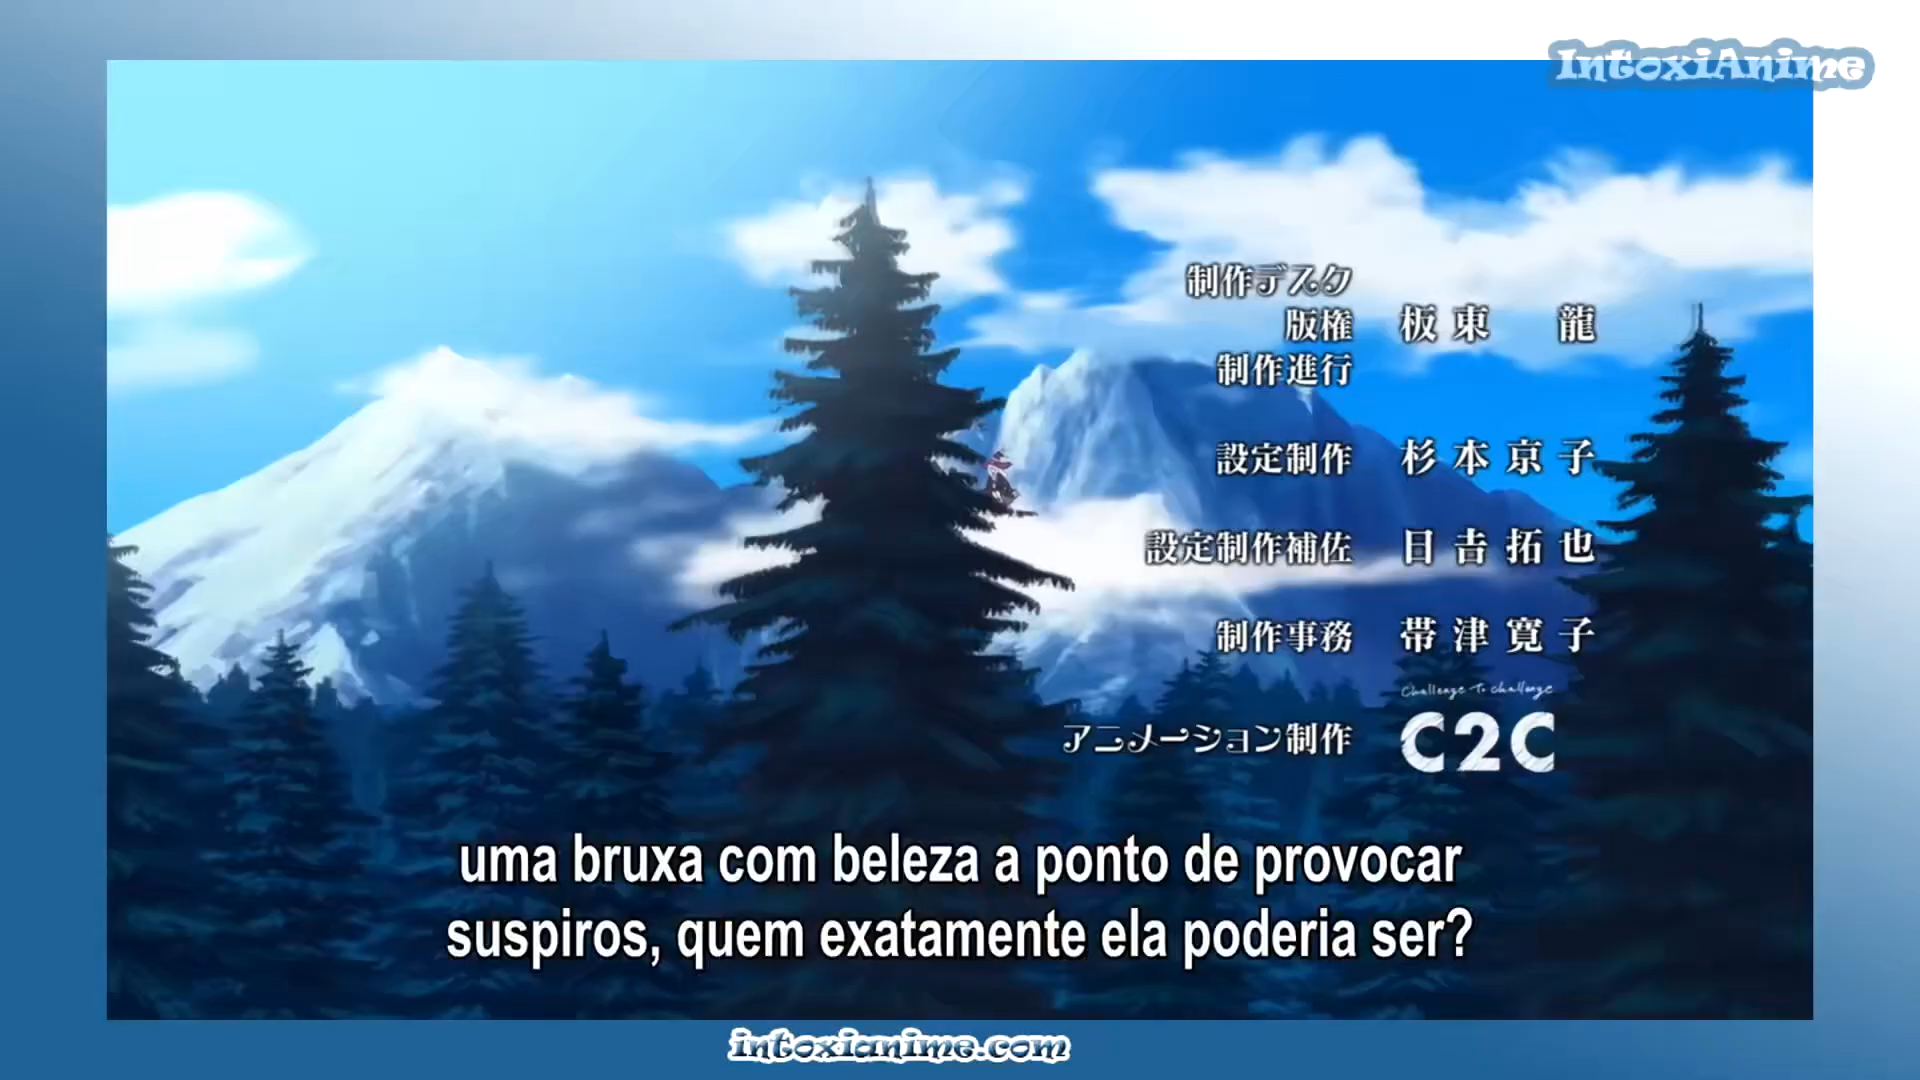 IntoxiAnime
制作デスク
版権 板東 龍
制作進行
設定制作 杉本京子
設定制作補佐 日𠮷拓也
制作事務 帯津寛子
Challenge to challenge
アニメーション制作 C2C
uma bruxa com beleza a ponto de provocar
suspiros, quem exatamente ela poderia ser?
intoxianime.com